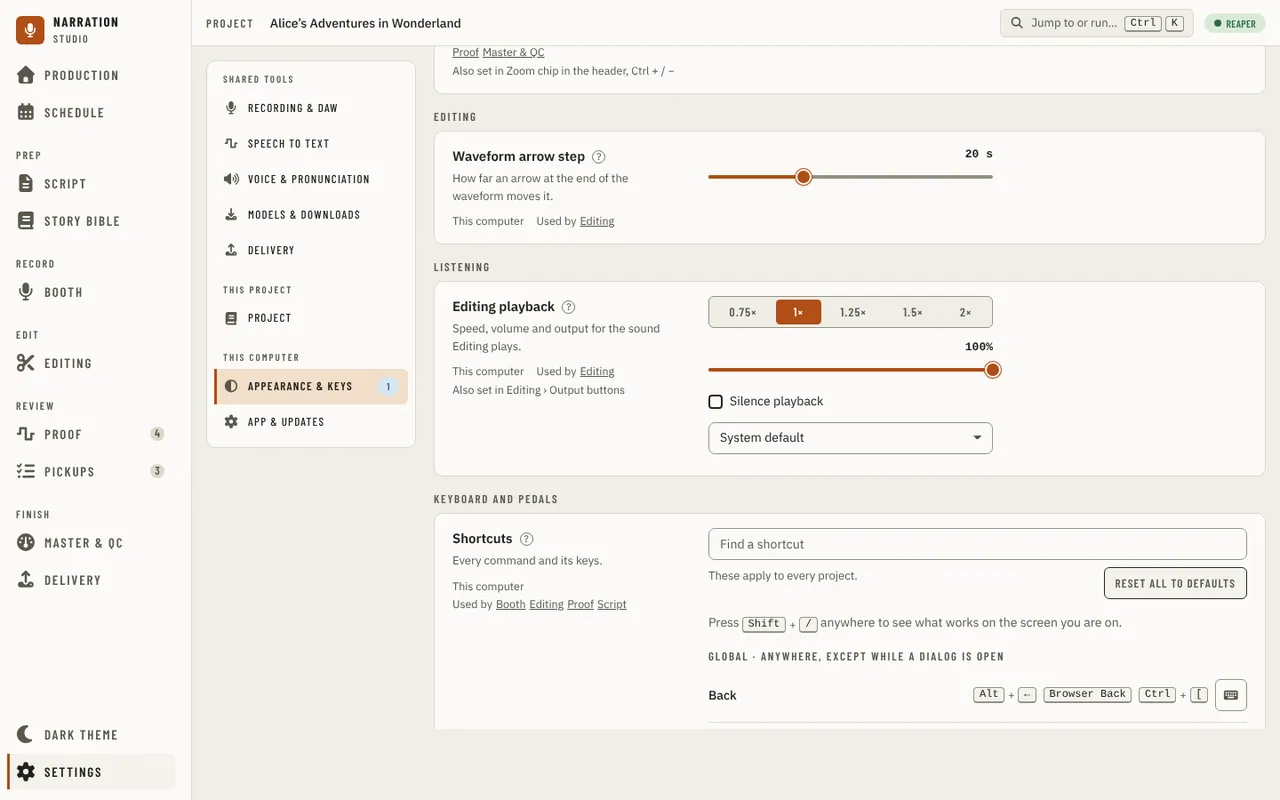 NARRATION
STUDIO
PRODUCTION
SCHEDULE
PREP
SCRIPT
STORY BIBLE
RECORD
BOOTH
EDIT
EDITING
REVIEW
PROOF 4
PICKUPS 3
FINISH
MASTER & QC
DELIVERY
DARK THEME
SETTINGS
PROJECT Alice’s Adventures in Wonderland
Jump to or run… Ctrl K
REAPER
SHARED TOOLS
RECORDING & DAW
SPEECH TO TEXT
VOICE & PRONUNCIATION
MODELS & DOWNLOADS
DELIVERY
THIS PROJECT
PROJECT
THIS COMPUTER
APPEARANCE & KEYS 1
APP & UPDATES
Proof Master & QC
Also set in Zoom chip in the header, Ctrl + / −
EDITING
Waveform arrow step ?
How far an arrow at the end of the
waveform moves it.
This computer Used by Editing
20 s
LISTENING
Editing playback ?
Speed, volume and output for the sound
Editing plays.
This computer Used by Editing
Also set in Editing › Output buttons
0.75× 1× 1.25× 1.5× 2×
100%
Silence playback
System default
KEYBOARD AND PEDALS
Shortcuts ?
Every command and its keys.
This computer
Used by Booth Editing Proof Script
Find a shortcut
These apply to every project.
RESET ALL TO DEFAULTS
Press Shift + / anywhere to see what works on the screen you are on.
GLOBAL · ANYWHERE, EXCEPT WHILE A DIALOG IS OPEN
Back Alt + ← Browser Back Ctrl + [